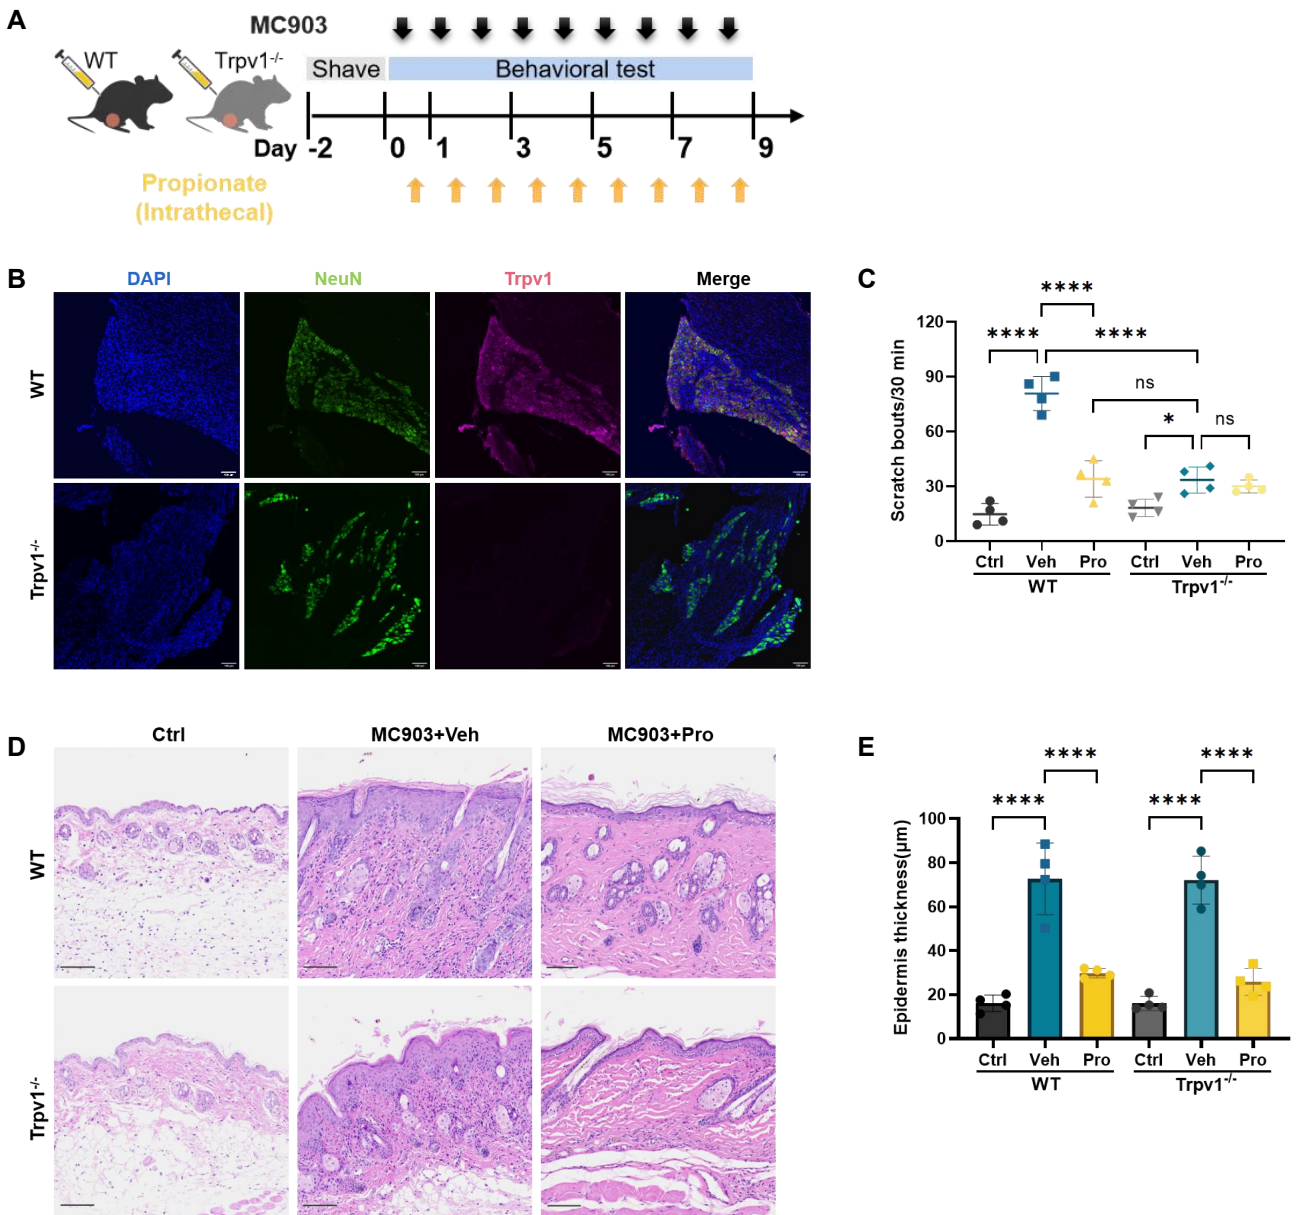 A
MC903
WT
Trpv1-/-
Shave
Behavioral test
Day -2 0 1 3 5 7 9
Propionate
(Intrathecal)
B
DAPI NeuN Trpv1 Merge
WT
Trpv1-/-
C
Scratch bouts/30 min
120
90
60
30
0
****
****
****
ns
*
ns
Ctrl Veh Pro Ctrl Veh Pro
WT Trpv1-/-
D
Ctrl MC903+Veh MC903+Pro
WT
Trpv1-/-
E
Epidermis thickness(μm)
100
80
60
40
20
0
**** ****
**** ****
Ctrl Veh Pro Ctrl Veh Pro
WT Trpv1-/-